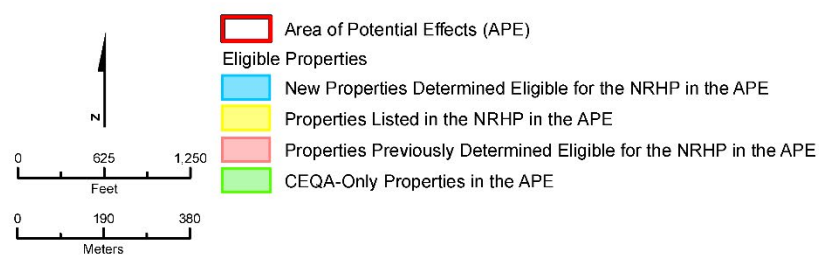 Area of Potential Effects (APE)
Eligible Properties
New Properties Determined Eligible for the NRHP in the APE
Properties Listed in the NRHP in the APE
Properties Previously Determined Eligible for the NRHP in the APE
CEQA-Only Properties in the APE
N
0 625 1,250
Feet
0 190 380
Meters